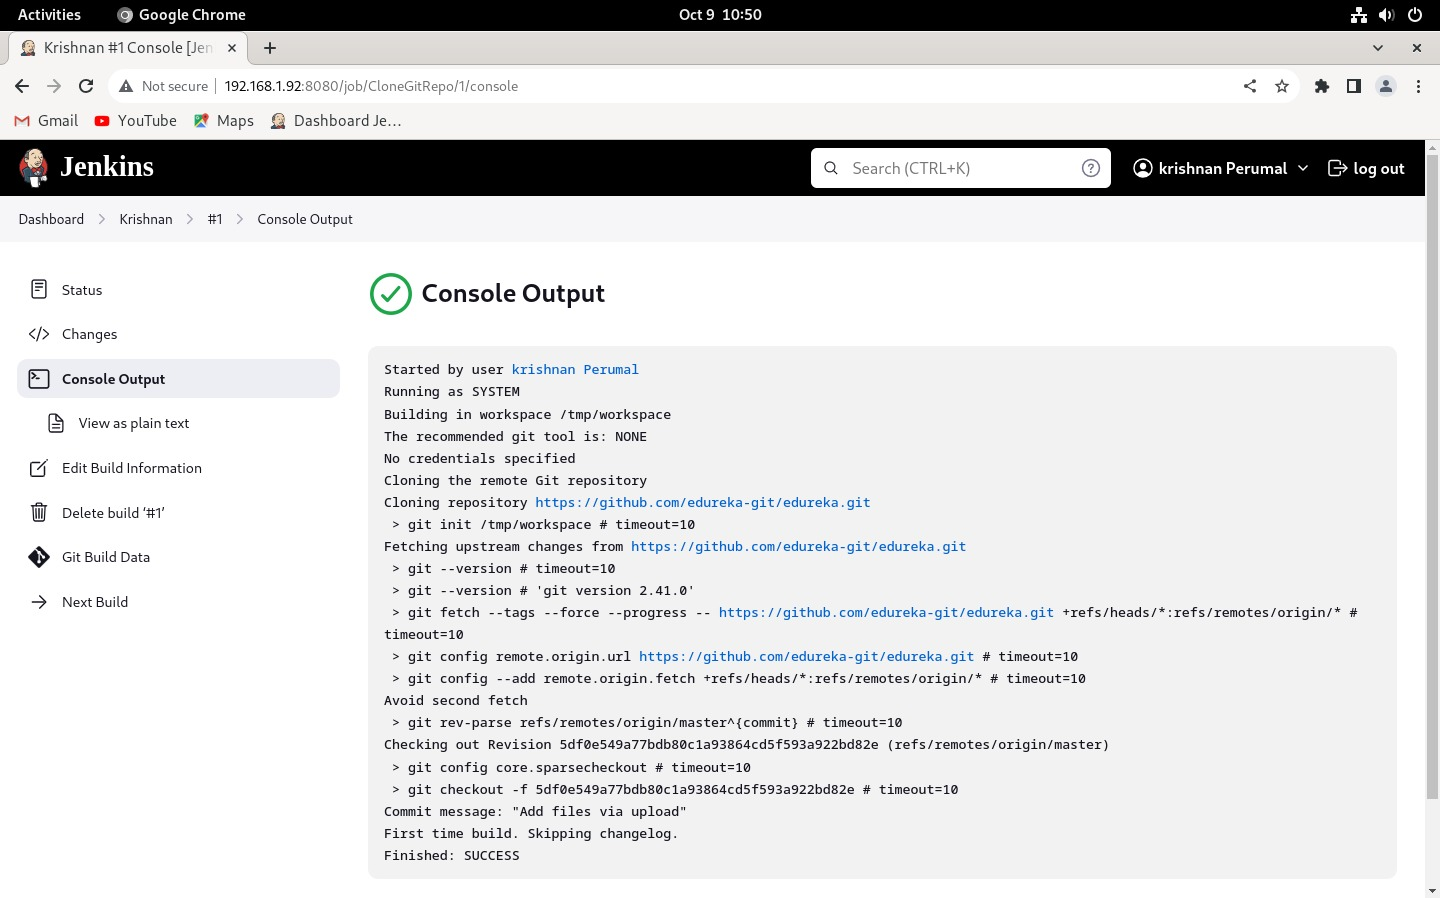 Activities Google Chrome Oct 9 10:50
Krishnan #1 Console [Jen
Not secure 192.168.1.92:8080/job/CloneGitRepo/1/console
Gmail YouTube Maps Dashboard Je...
Jenkins Search (CTRL+K) krishnan Perumal log out
Dashboard Krishnan #1 Console Output
Status
Changes
Console Output
View as plain text
Edit Build Information
Delete build ‘#1’
Git Build Data
Next Build
Console Output
Started by user krishnan Perumal
Running as SYSTEM
Building in workspace /tmp/workspace
The recommended git tool is: NONE
No credentials specified
Cloning the remote Git repository
Cloning repository https://github.com/edureka-git/edureka.git
 > git init /tmp/workspace # timeout=10
Fetching upstream changes from https://github.com/edureka-git/edureka.git
 > git --version # timeout=10
 > git --version # 'git version 2.41.0'
 > git fetch --tags --force --progress -- https://github.com/edureka-git/edureka.git +refs/heads/*:refs/remotes/origin/* #
timeout=10
 > git config remote.origin.url https://github.com/edureka-git/edureka.git # timeout=10
 > git config --add remote.origin.fetch +refs/heads/*:refs/remotes/origin/* # timeout=10
Avoid second fetch
 > git rev-parse refs/remotes/origin/master^{commit} # timeout=10
Checking out Revision 5df0e549a77bdb80c1a93864cd5f593a922bd82e (refs/remotes/origin/master)
 > git config core.sparsecheckout # timeout=10
 > git checkout -f 5df0e549a77bdb80c1a93864cd5f593a922bd82e # timeout=10
Commit message: "Add files via upload"
First time build. Skipping changelog.
Finished: SUCCESS